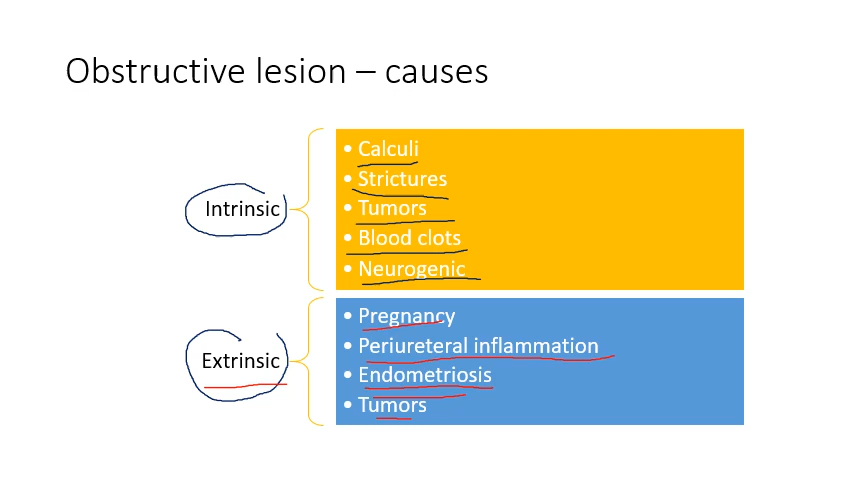 Obstructive lesion – causes
Intrinsic
• Calculi
• Strictures
• Tumors
• Blood clots
• Neurogenic
Extrinsic
• Pregnancy
• Periureteral inflammation
• Endometriosis
• Tumors